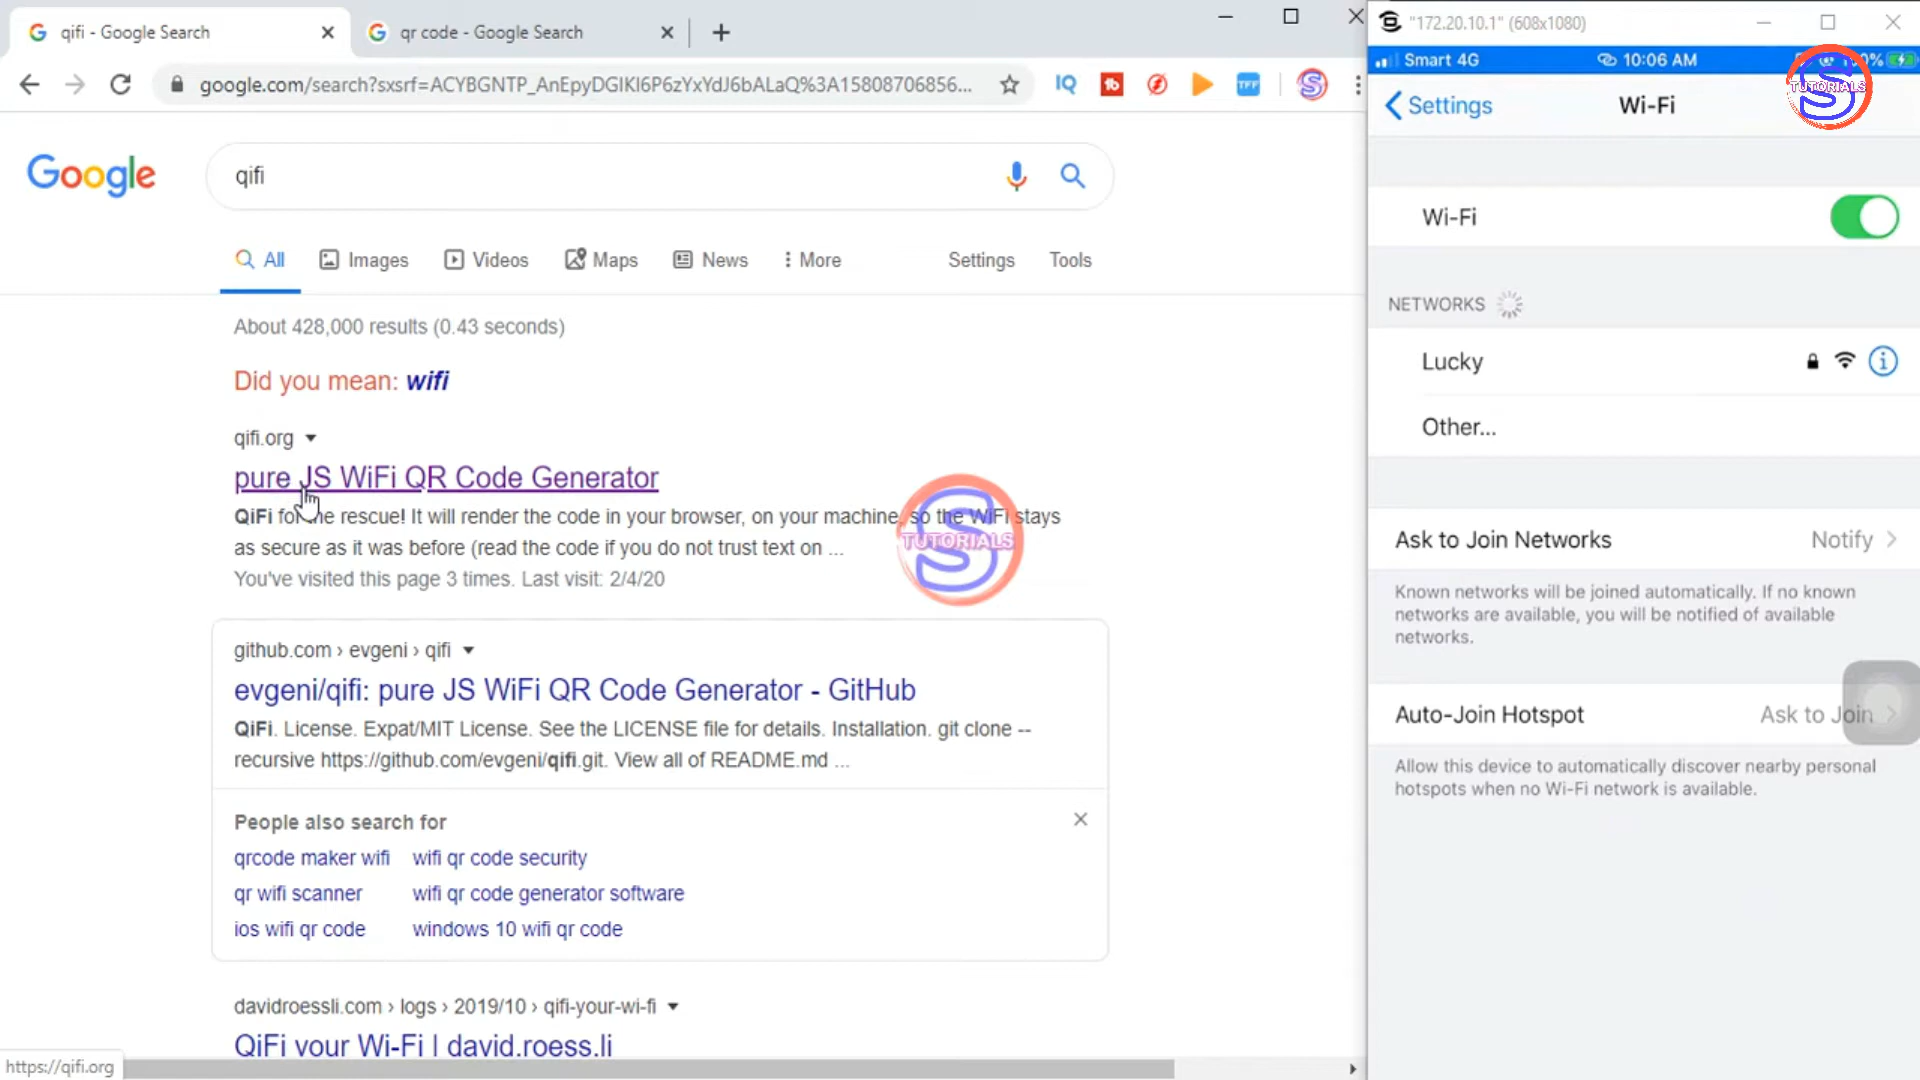 qifi - Google Search
qr code - Google Search
google.com/search?sxsrf=ACYBGNTP_AnEpyDGIKI6P6zYxYdJ6bALaQ%3A15808706856...
IQ
TFF
Google
qifi
All
Images
Videos
Maps
News
More
Settings
Tools
About 428,000 results (0.43 seconds)
Did you mean: wifi
qifi.org
pure JS WiFi QR Code Generator
QiFi for the rescue! It will render the code in your browser, on your machine, so the WiFi stays
as secure as it was before (read the code if you do not trust text on ...
You've visited this page 3 times. Last visit: 2/4/20
TUTORIALS
github.com › evgeni › qifi
evgeni/qifi: pure JS WiFi QR Code Generator - GitHub
QiFi. License. Expat/MIT License. See the LICENSE file for details. Installation. git clone --
recursive https://github.com/evgeni/qifi.git. View all of README.md ...
People also search for
qrcode maker wifi
wifi qr code security
qr wifi scanner
wifi qr code generator software
ios wifi qr code
windows 10 wifi qr code
davidroessli.com › logs › 2019/10 › qifi-your-wi-fi
QiFi your Wi-Fi | david.roess.li
https://qifi.org
"172.20.10.1" (608x1080)
Smart 4G
10:06 AM
TUTORIALS
Settings
Wi-Fi
Wi-Fi
NETWORKS
Lucky
Other...
Ask to Join Networks
Notify
Known networks will be joined automatically. If no known
networks are available, you will be notified of available
networks.
Auto-Join Hotspot
Ask to Join
Allow this device to automatically discover nearby personal
hotspots when no Wi-Fi network is available.